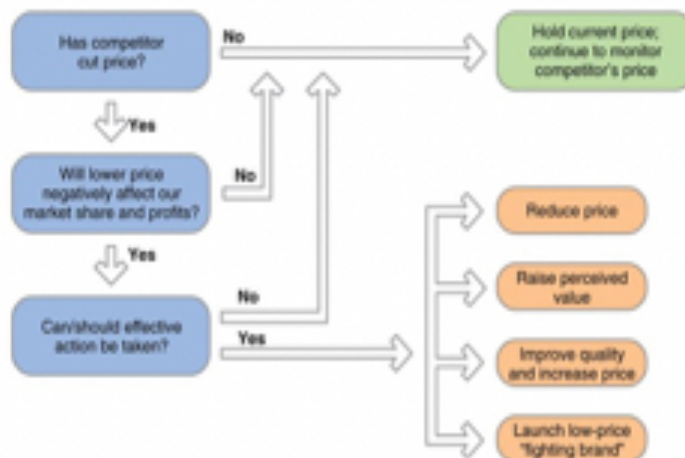 Has competitor
cut price?
No
Hold current price;
continue to monitor
competitor's price
Yes
Will lower price
negatively affect our
market share and profits?
No
Yes
Can/should effective
action be taken?
No
Yes
Reduce price
Raise perceived
value
Improve quality
and increase price
Launch low-price
"fighting brand"